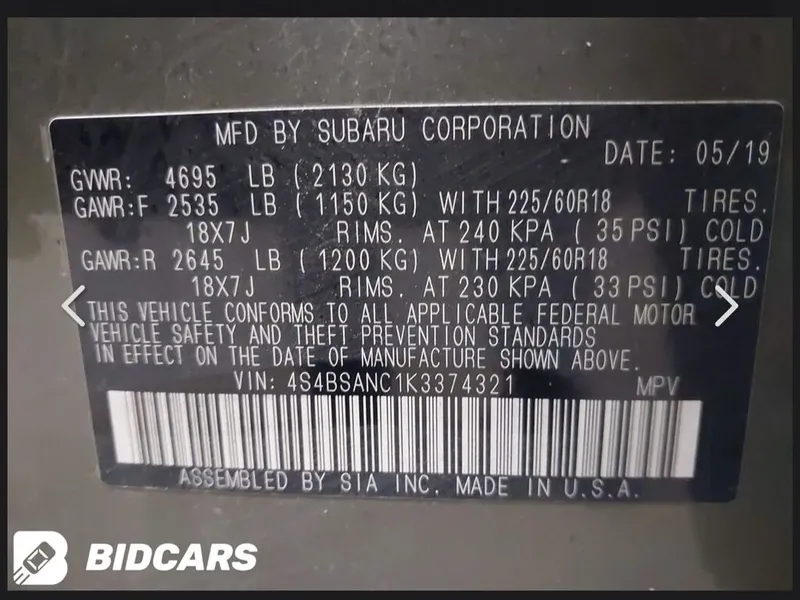 MFD BY SUBARU CORPORATION
DATE: 05/19
GVWR: 4695 LB ( 2130 KG)
GAWR:F 2535 LB ( 1150 KG) WITH 225/60R18 TIRES.
18X7J RIMS. AT 240 KPA ( 35 PSI) COLD
GAWR:R 2645 LB ( 1200 KG) WITH 225/60R18 TIRES.
18X7J RIMS. AT 230 KPA ( 33 PSI) COLD
THIS VEHICLE CONFORMS TO ALL APPLICABLE FEDERAL MOTOR
VEHICLE SAFETY AND THEFT PREVENTION STANDARDS
IN EFFECT ON THE DATE OF MANUFACTURE SHOWN ABOVE.
VIN: 4S4BSANC1K3374321 MPV
ASSEMBLED BY SIA INC. MADE IN U.S.A.
B BIDCARS